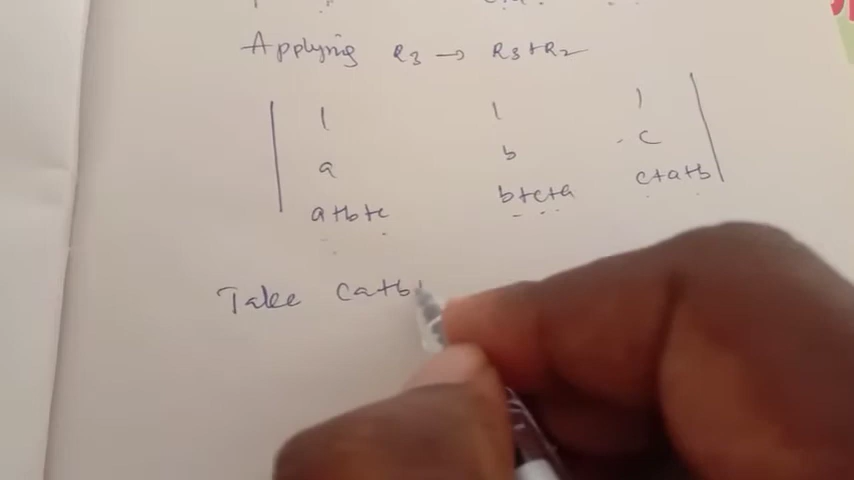 Applying R3 → R3+R2
1 1 1
a b c
a+b+c b+c+a c+a+b
Take (a+b